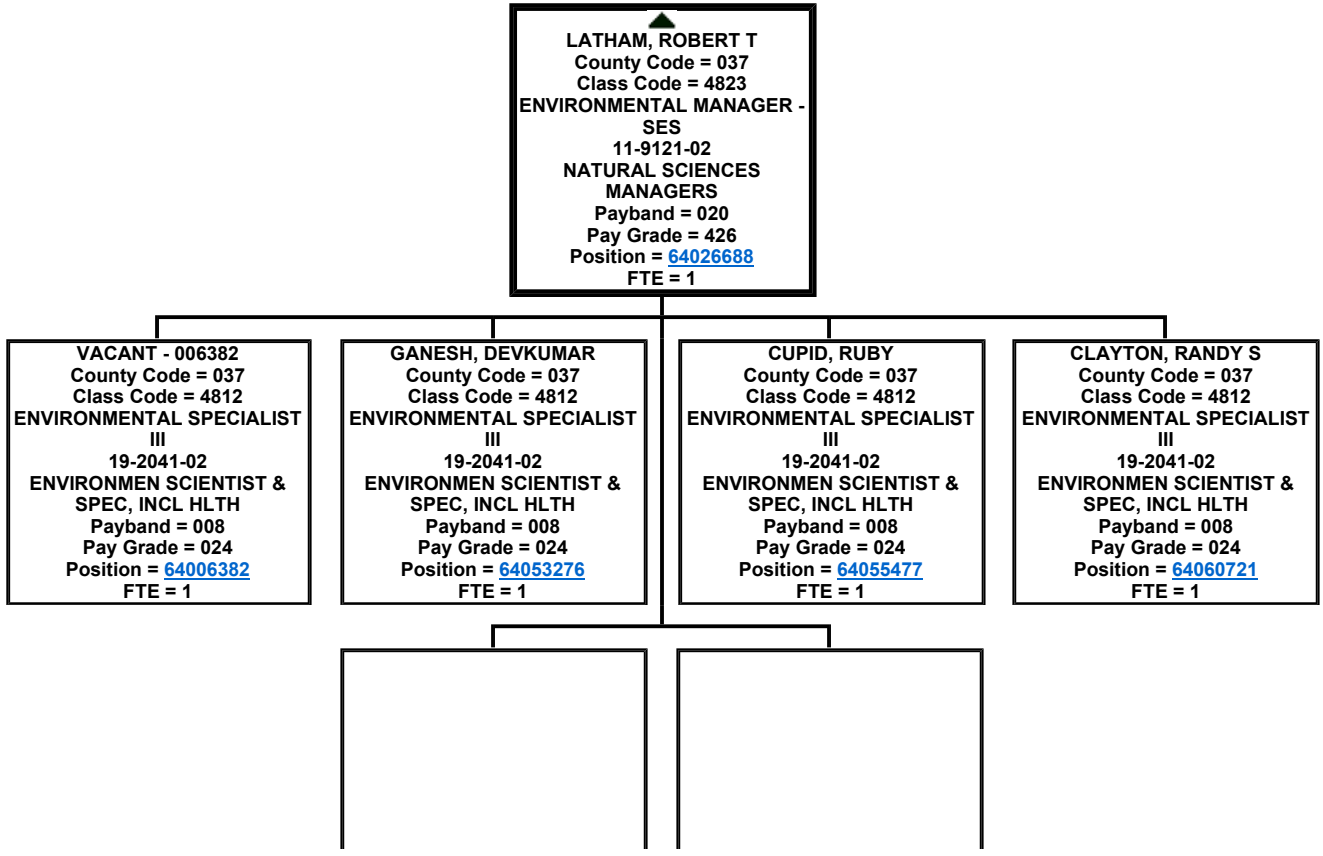 LATHAM, ROBERT T
County Code = 037
Class Code = 4823
ENVIRONMENTAL MANAGER -
SES
11-9121-02
NATURAL SCIENCES
MANAGERS
Payband = 020
Pay Grade = 426
Position = 64026688
FTE = 1
VACANT - 006382
County Code = 037
Class Code = 4812
ENVIRONMENTAL SPECIALIST
III
19-2041-02
ENVIRONMEN SCIENTIST &
SPEC, INCL HLTH
Payband = 008
Pay Grade = 024
Position = 64006382
FTE = 1
GANESH, DEVKUMAR
County Code = 037
Class Code = 4812
ENVIRONMENTAL SPECIALIST
III
19-2041-02
ENVIRONMEN SCIENTIST &
SPEC, INCL HLTH
Payband = 008
Pay Grade = 024
Position = 64053276
FTE = 1
CUPID, RUBY
County Code = 037
Class Code = 4812
ENVIRONMENTAL SPECIALIST
III
19-2041-02
ENVIRONMEN SCIENTIST &
SPEC, INCL HLTH
Payband = 008
Pay Grade = 024
Position = 64055477
FTE = 1
CLAYTON, RANDY S
County Code = 037
Class Code = 4812
ENVIRONMENTAL SPECIALIST
III
19-2041-02
ENVIRONMEN SCIENTIST &
SPEC, INCL HLTH
Payband = 008
Pay Grade = 024
Position = 64060721
FTE = 1